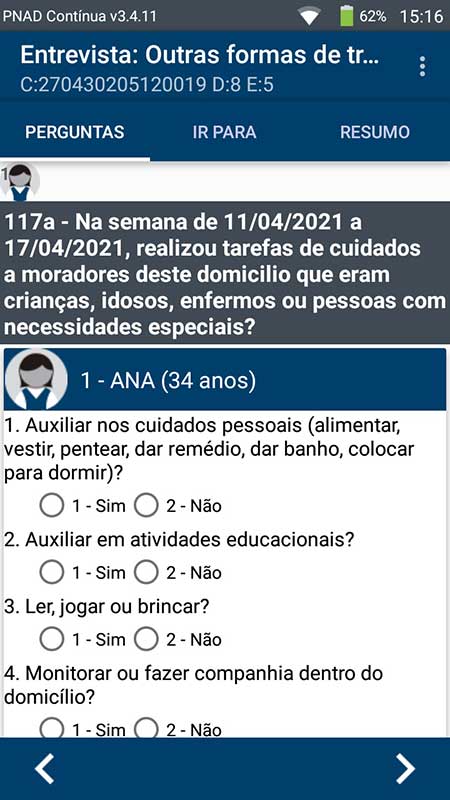 PNAD Contínua v3.4.11 62% 15:16
Entrevista: Outras formas de tr...
C:270430205120019 D:8 E:5
PERGUNTAS IR PARA RESUMO
1
117a - Na semana de 11/04/2021 a
17/04/2021, realizou tarefas de cuidados
a moradores deste domicilio que eram
crianças, idosos, enfermos ou pessoas com
necessidades especiais?
1 - ANA (34 anos)
1. Auxiliar nos cuidados pessoais (alimentar,
vestir, pentear, dar remédio, dar banho, colocar
para dormir)?
1 - Sim 2 - Não
2. Auxiliar em atividades educacionais?
1 - Sim 2 - Não
3. Ler, jogar ou brincar?
1 - Sim 2 - Não
4. Monitorar ou fazer companhia dentro do
domicílio?
1 - Sim 2 - Não